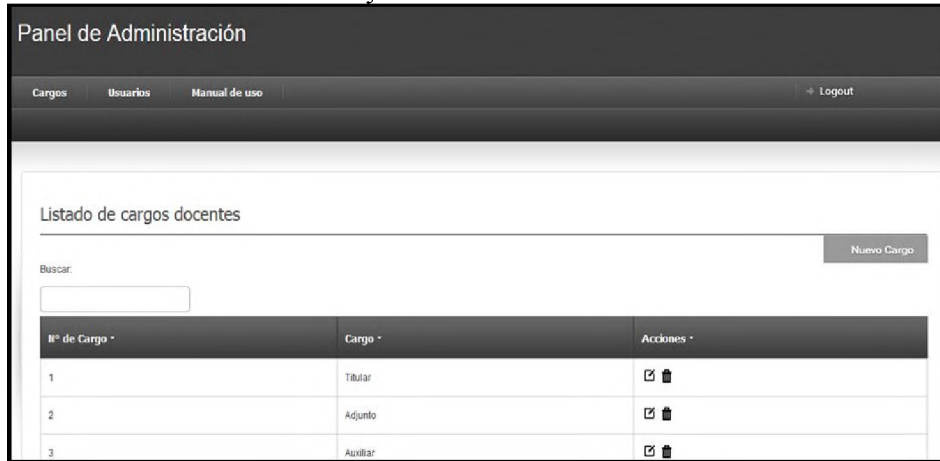 Panel de Administración
Cargos Usuarios Manual de uso Logout
Listado de cargos docentes
Nuevo Cargo
Buscar:
Nº de Cargo Cargo Acciones
1 Titular
2 Adjunto
3 Auxiliar